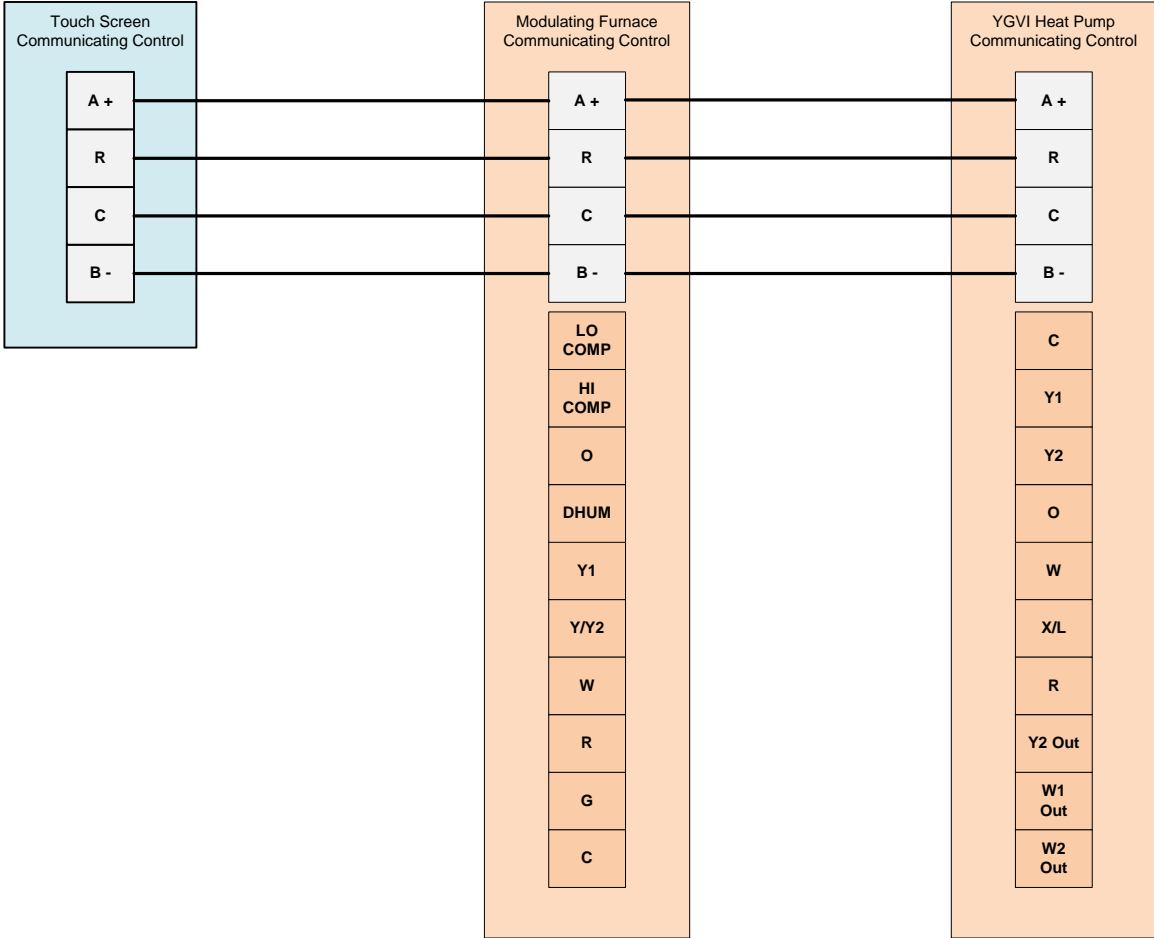 Touch Screen
Communicating Control
A +
R
C
B -
Modulating Furnace
Communicating Control
A +
R
C
B -
LO
COMP
HI
COMP
O
DHUM
Y1
Y/Y2
W
R
G
C
YGVI Heat Pump
Communicating Control
A +
R
C
B -
C
Y1
Y2
O
W
X/L
R
Y2 Out
W1
Out
W2
Out